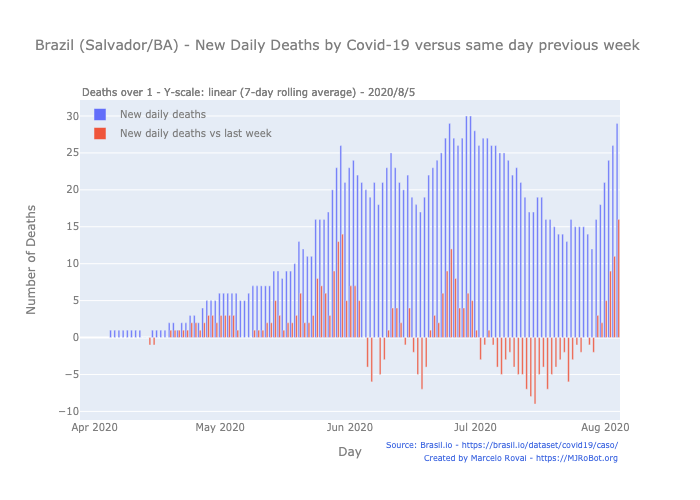 Brazil (Salvador/BA) - New Daily Deaths by Covid-19 versus same day previous week
Deaths over 1 - Y-scale: linear (7-day rolling average) - 2020/8/5
New daily deaths
New daily deaths vs last week
Number of Deaths
30
25
20
15
10
5
0
−5
−10
Apr 2020
May 2020
Jun 2020
Jul 2020
Aug 2020
Day
Source: Brasil.io - https://brasil.io/dataset/covid19/caso/
Created by Marcelo Rovai - https://MJRoBot.org